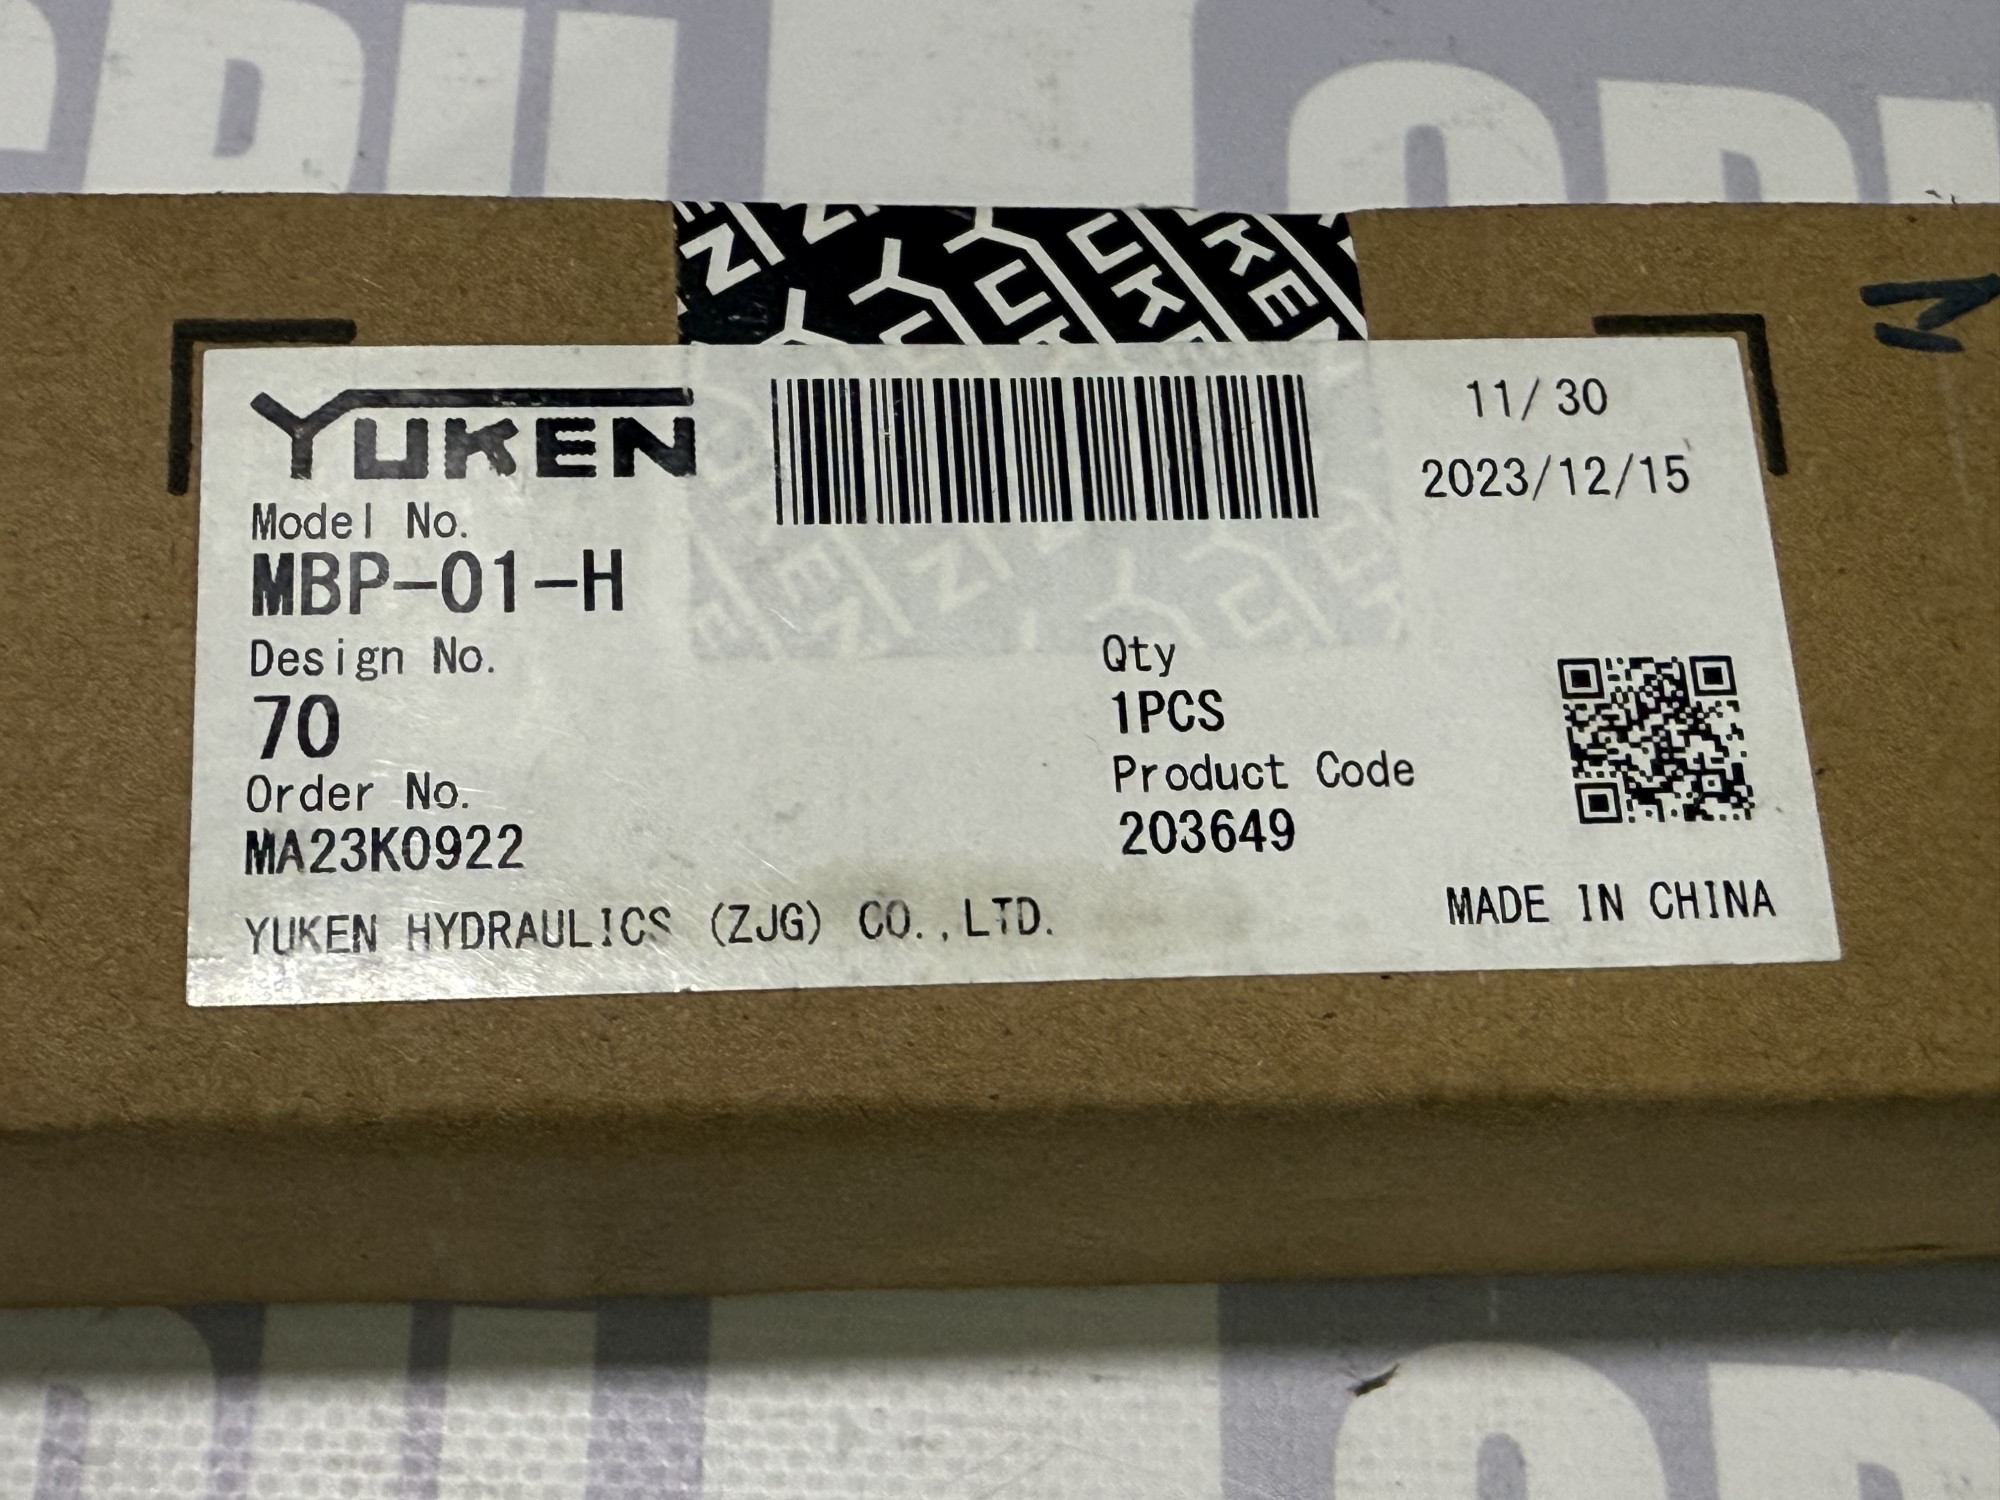 YUKEN
11/30
2023/12/15
Model No.
MBP-01-H
Design No.
70
Qty
1PCS
Order No.
MA23K0922
Product Code
203649
YUKEN HYDRAULICS (ZJG) CO.,LTD.
MADE IN CHINA